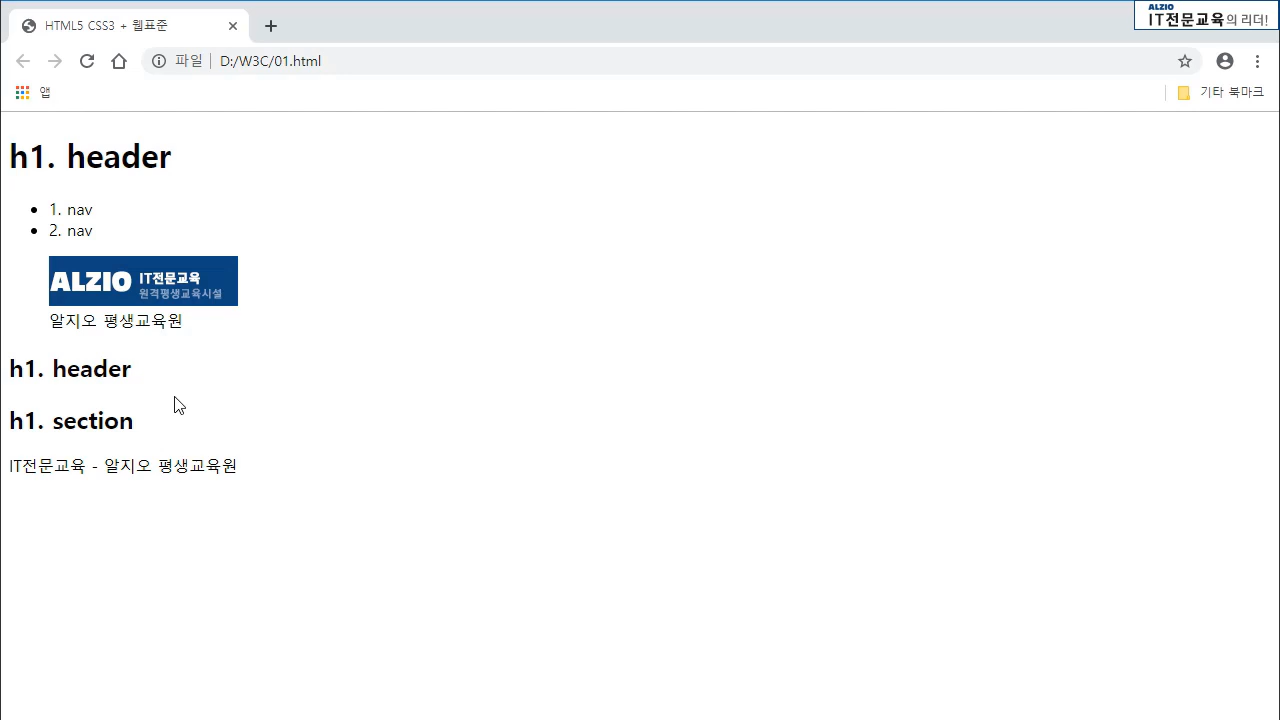 HTML5 CSS3 + 웹표준
ALZIO
IT전문교육의 리더!
파일 D:/W3C/01.html
앱
기타 북마크
h1. header
1. nav
2. nav
ALZIO IT전문교육
원격평생교육시설
알지오 평생교육원
h1. header
h1. section
IT전문교육 - 알지오 평생교육원